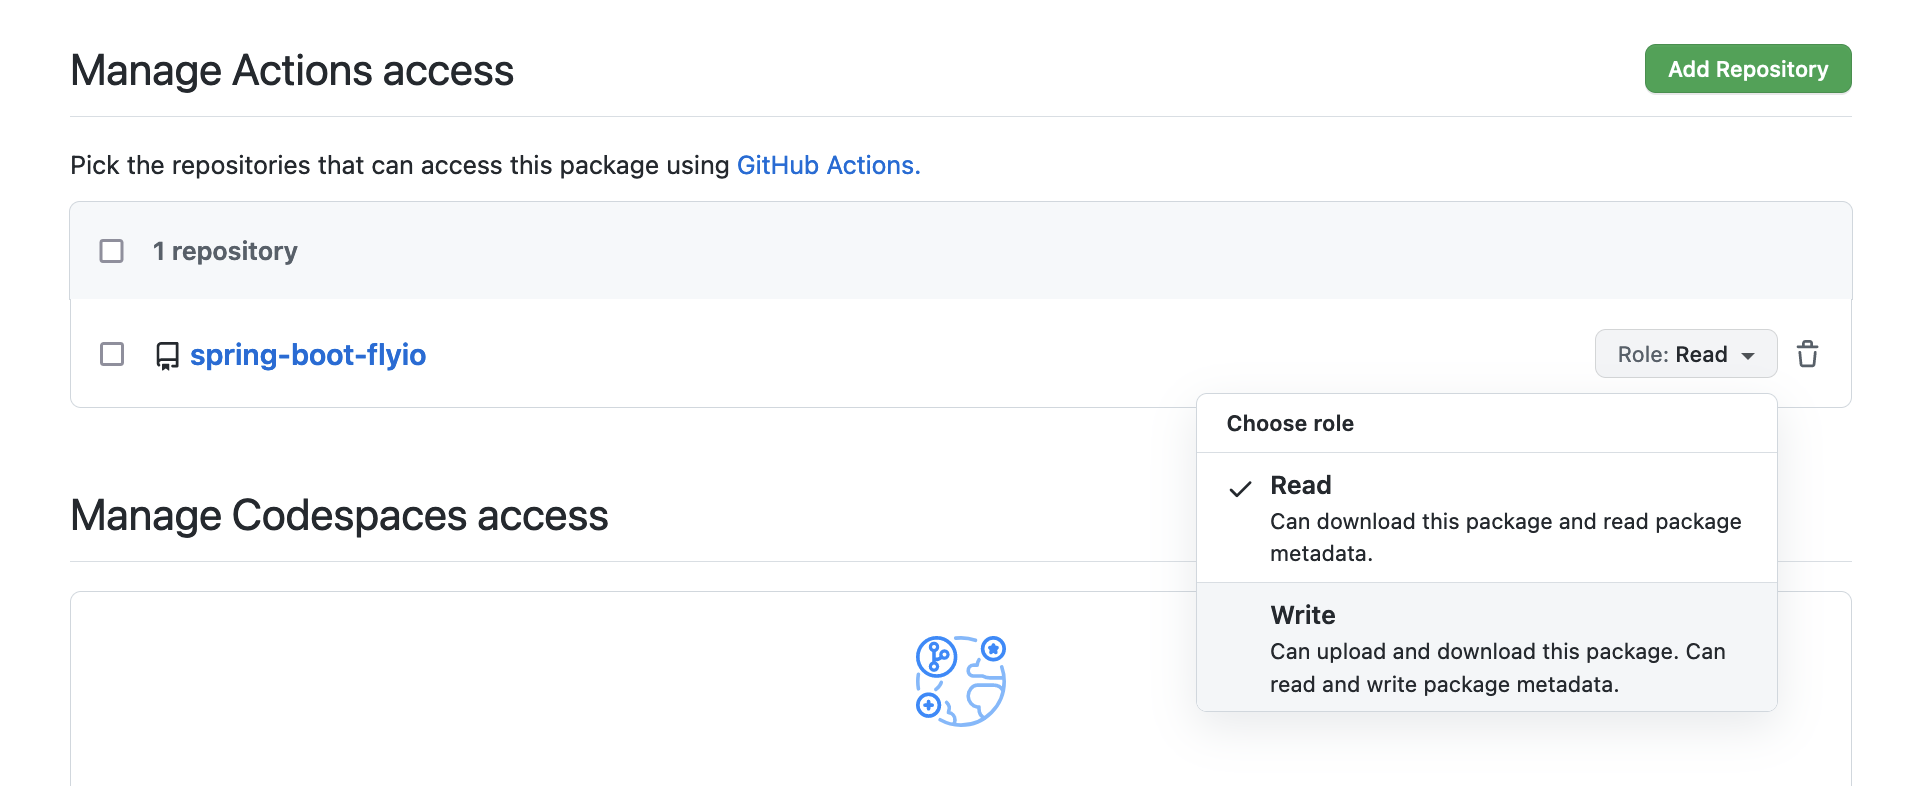 Manage Actions access
Add Repository
Pick the repositories that can access this package using GitHub Actions.
1 repository
spring-boot-flyio
Role: Read
Choose role
Read
Can download this package and read package
metadata.
Write
Can upload and download this package. Can
read and write package metadata.
Manage Codespaces access